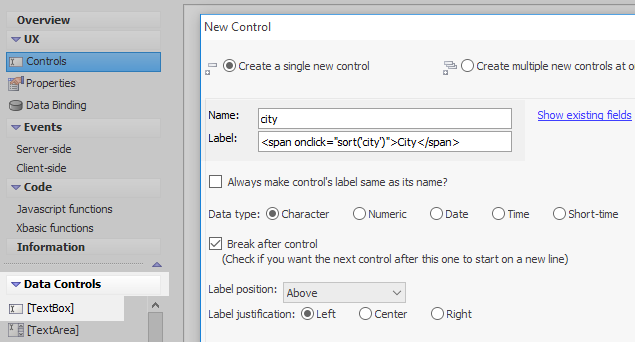 Overview
UX
Controls
Properties
Data Binding
Events
Server-side
Client-side
Code
Javascript functions
Xbasic functions
Information
Data Controls
[TextBox]
[TextArea]
New Control
Create a single new control
Create multiple new controls at o
Name:
city
Show existing fields
Label:
<span onclick="sort('city')">City</span>
Always make control's label same as its name?
Data type:
Character
Numeric
Date
Time
Short-time
Break after control
(Check if you want the next control after this one to start on a new line)
Label position:
Above
Label justification:
Left
Center
Right